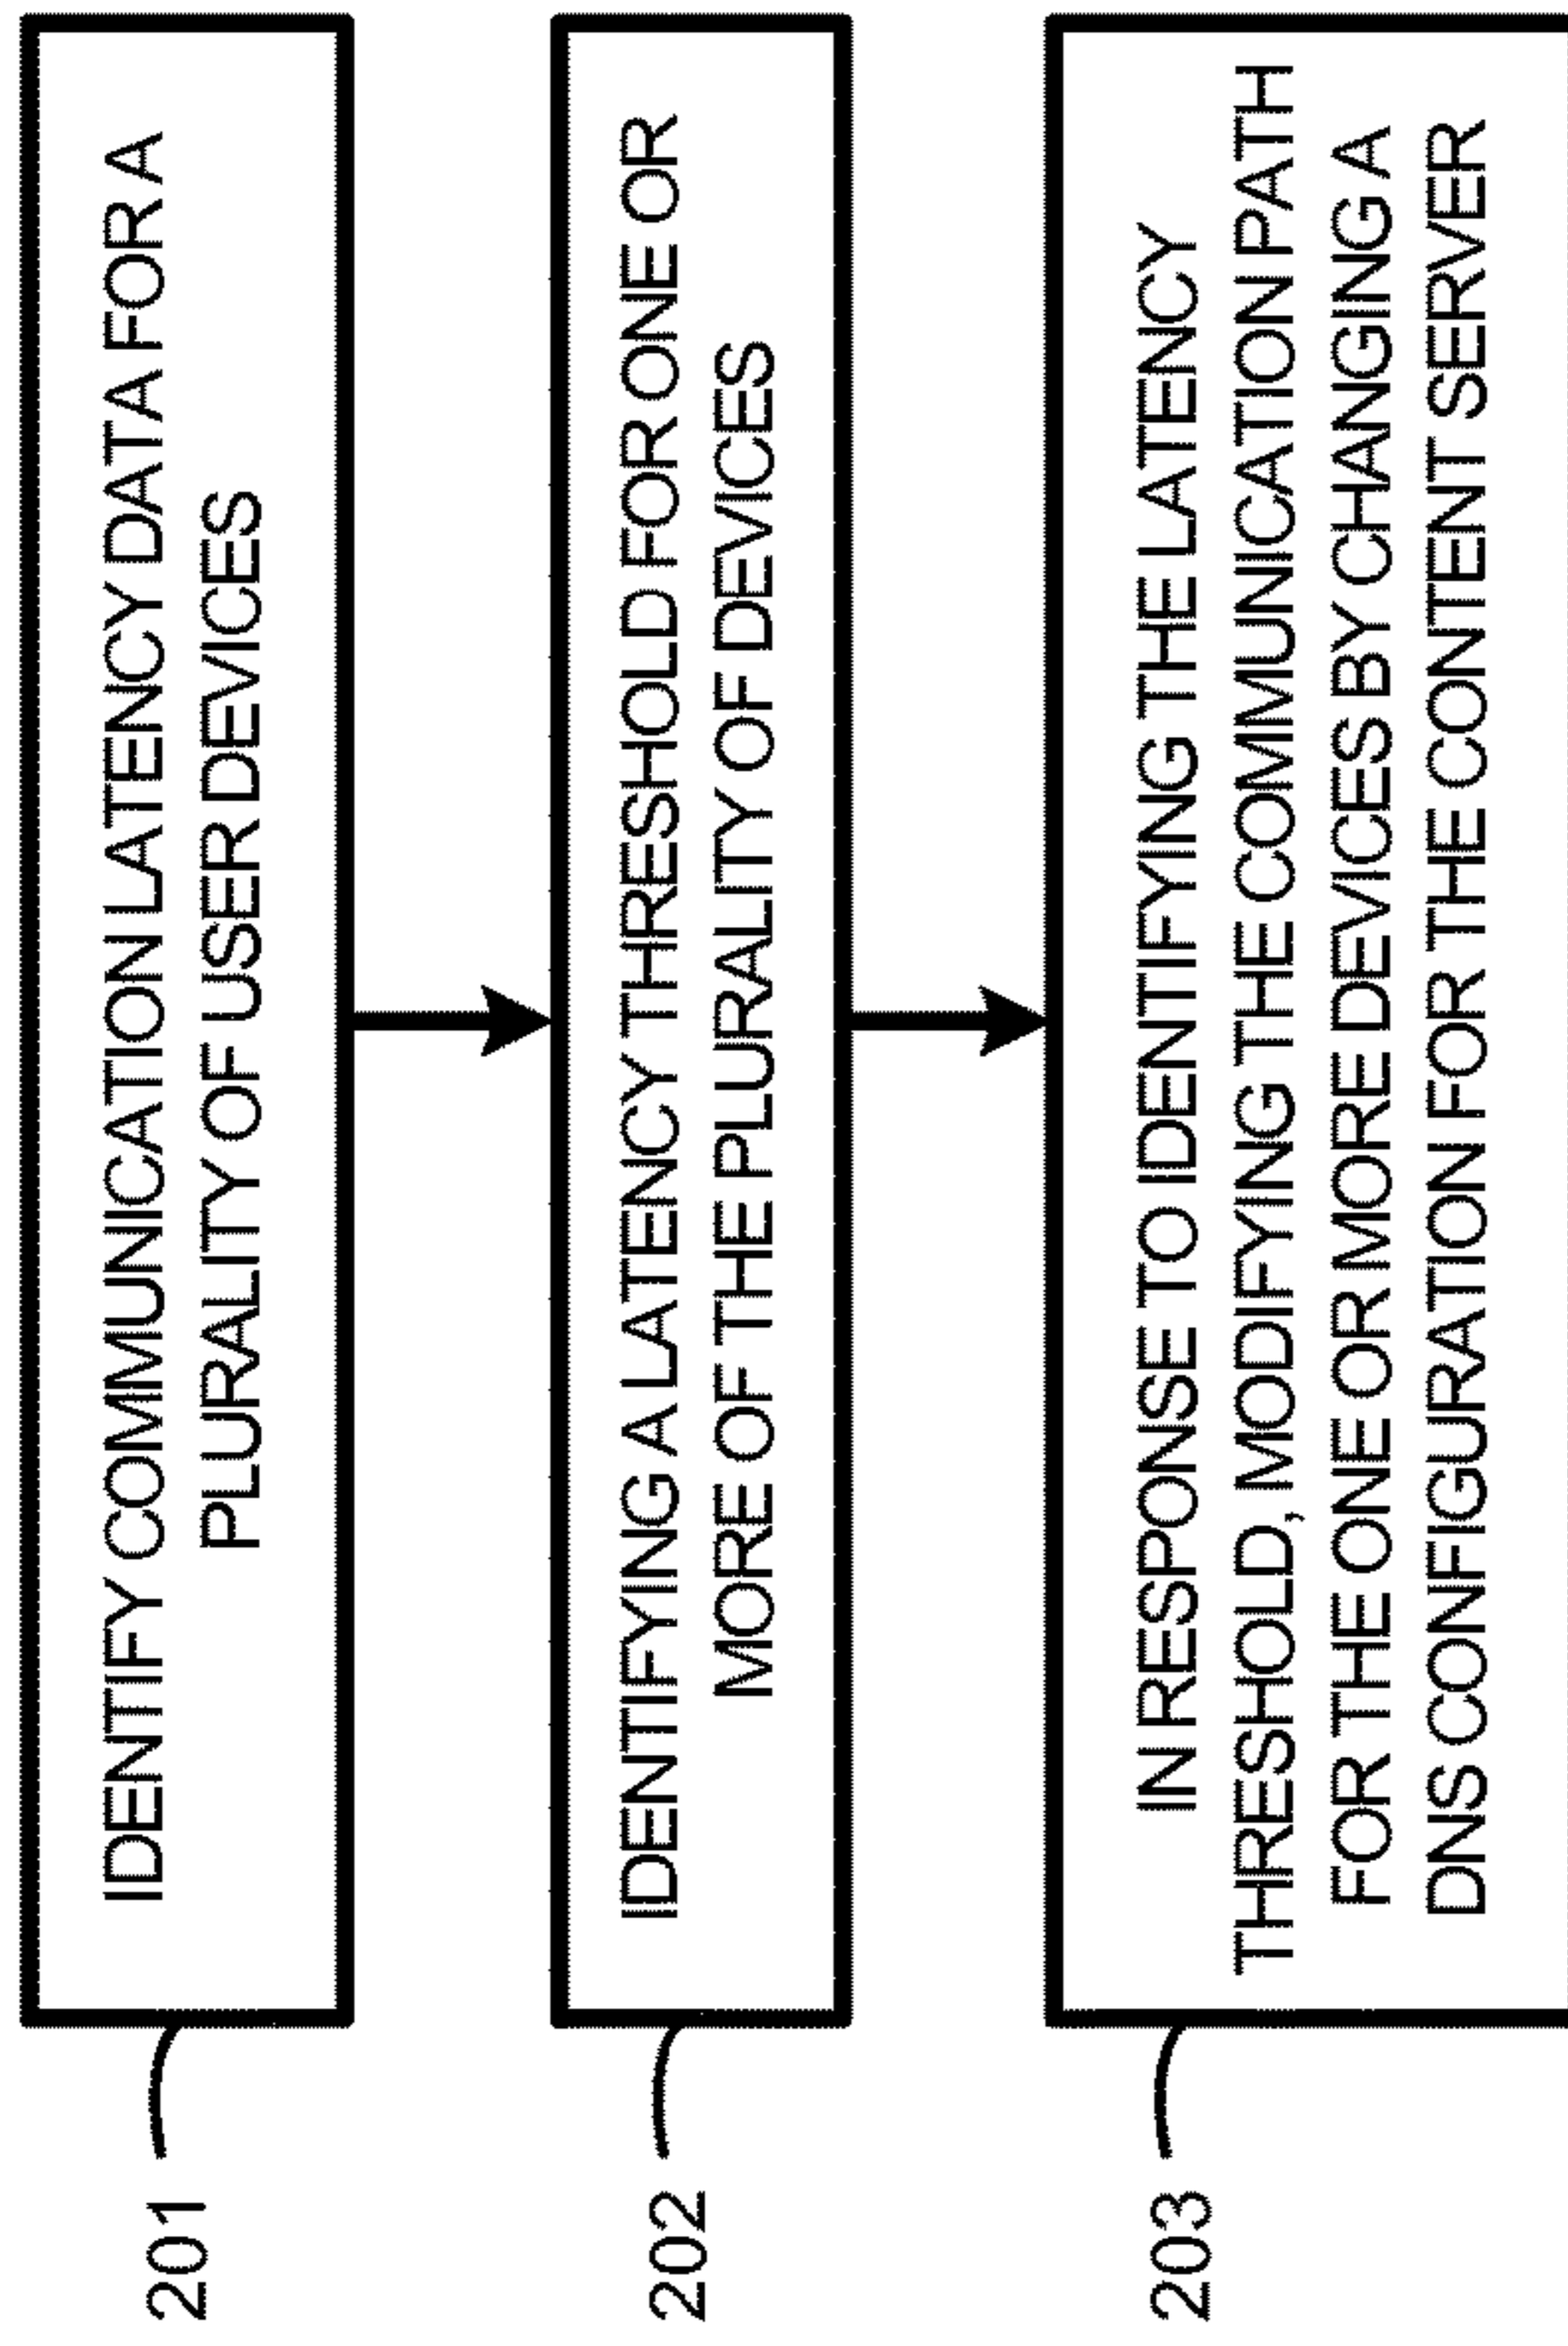 201
IDENTIFY COMMUNICATION LATENCY DATA FOR A
PLURALITY OF USER DEVICES
202
IDENTIFYING A LATENCY THRESHOLD FOR ONE OR
MORE OF THE PLURALITY OF DEVICES
203
IN RESPONSE TO IDENTIFYING THE LATENCY
THRESHOLD, MODIFYING THE COMMUNICATION PATH
FOR THE ONE OR MORE DEVICES BY CHANGING A
DNS CONFIGURATION FOR THE CONTENT SERVER